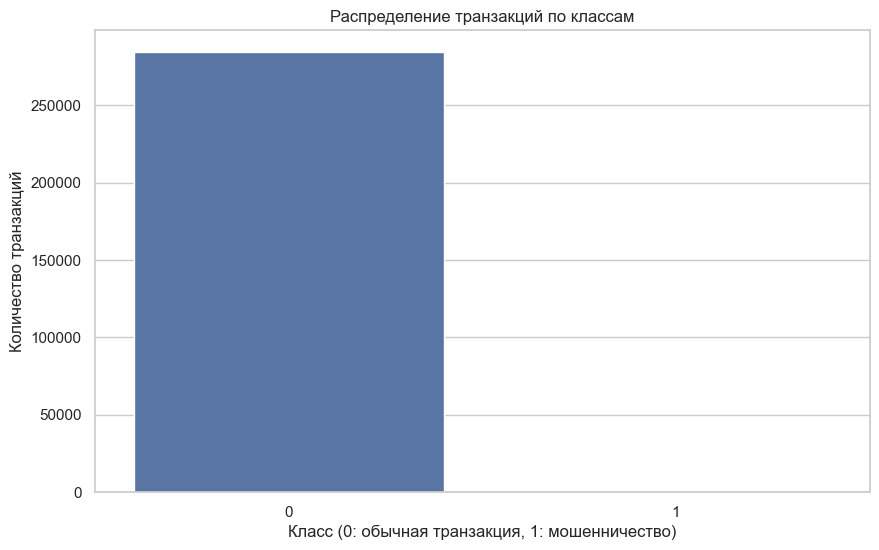 Распределение транзакций по классам
250000
200000
150000
100000
50000
0
Количество транзакций
0 1
Класс (0: обычная транзакция, 1: мошенничество)